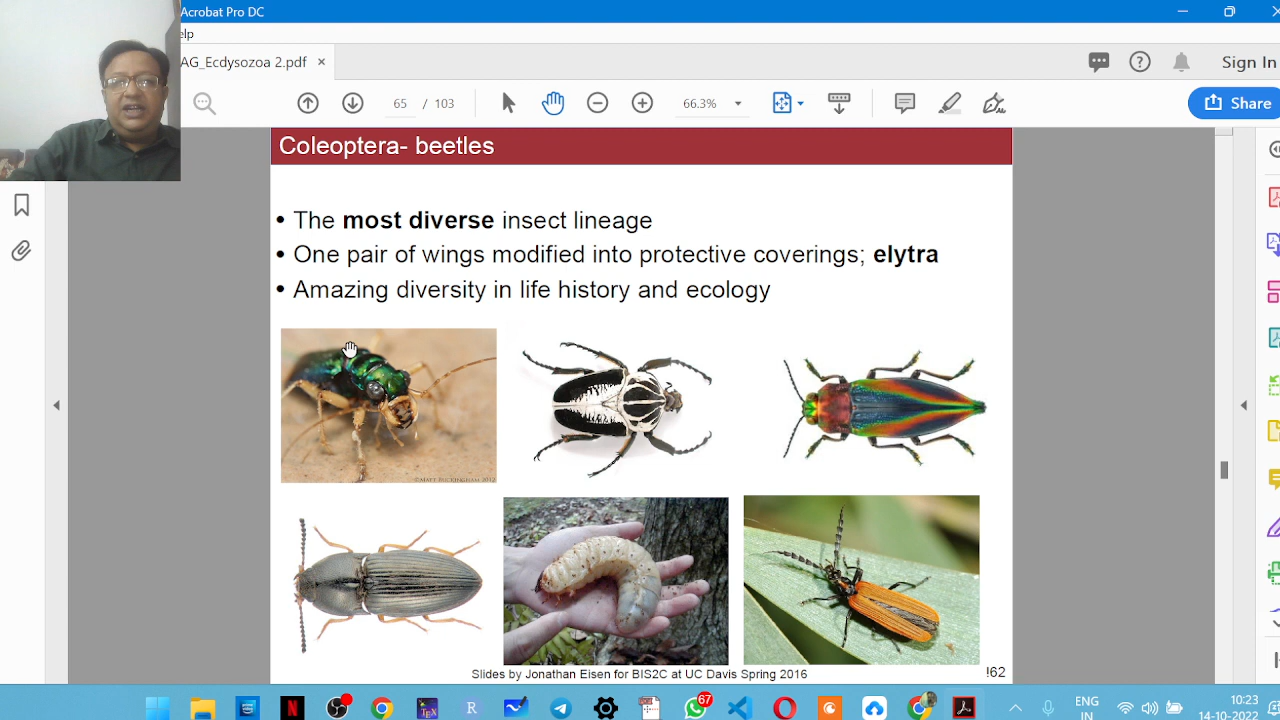 Acrobat Pro DC
elp
AG_Ecdysozoa 2.pdf
Sign In
65 / 103
66.3%
Share
Coleoptera- beetles
• The most diverse insect lineage
• One pair of wings modified into protective coverings; elytra
• Amazing diversity in life history and ecology
©MATT BUCKINGHAM 2012
Slides by Jonathan Eisen for BIS2C at UC Davis Spring 2016
!62
67
ENG
IN
10:23
14-10-2022